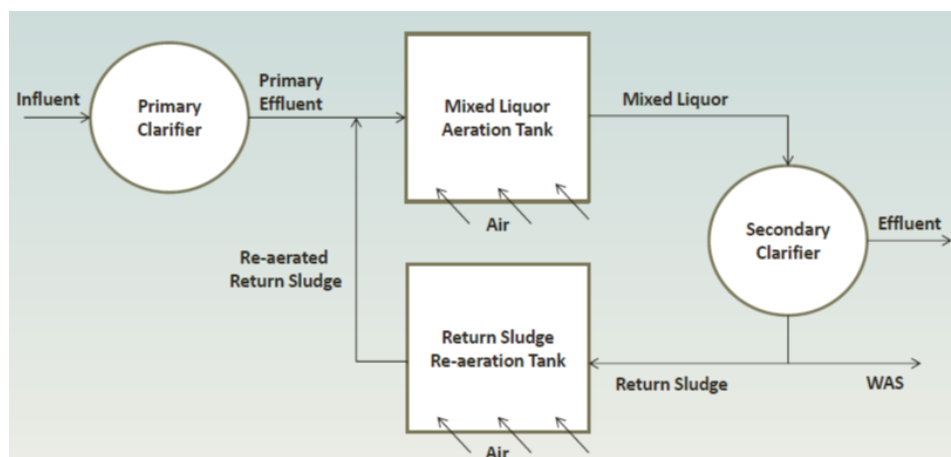 Influent
Primary
Clarifier
Primary
Effluent
Mixed Liquor
Aeration Tank
Air
Mixed Liquor
Secondary
Clarifier
Effluent
Re-aerated
Return Sludge
Return Sludge
Re-aeration Tank
Air
Return Sludge
WAS